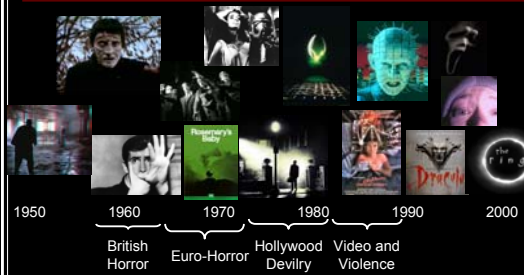 Rosemary's
Baby
Dracula
the
ring
1950 1960 1970 1980 1990 2000
British
Horror
Euro-Horror
Hollywood
Devilry
Video and
Violence